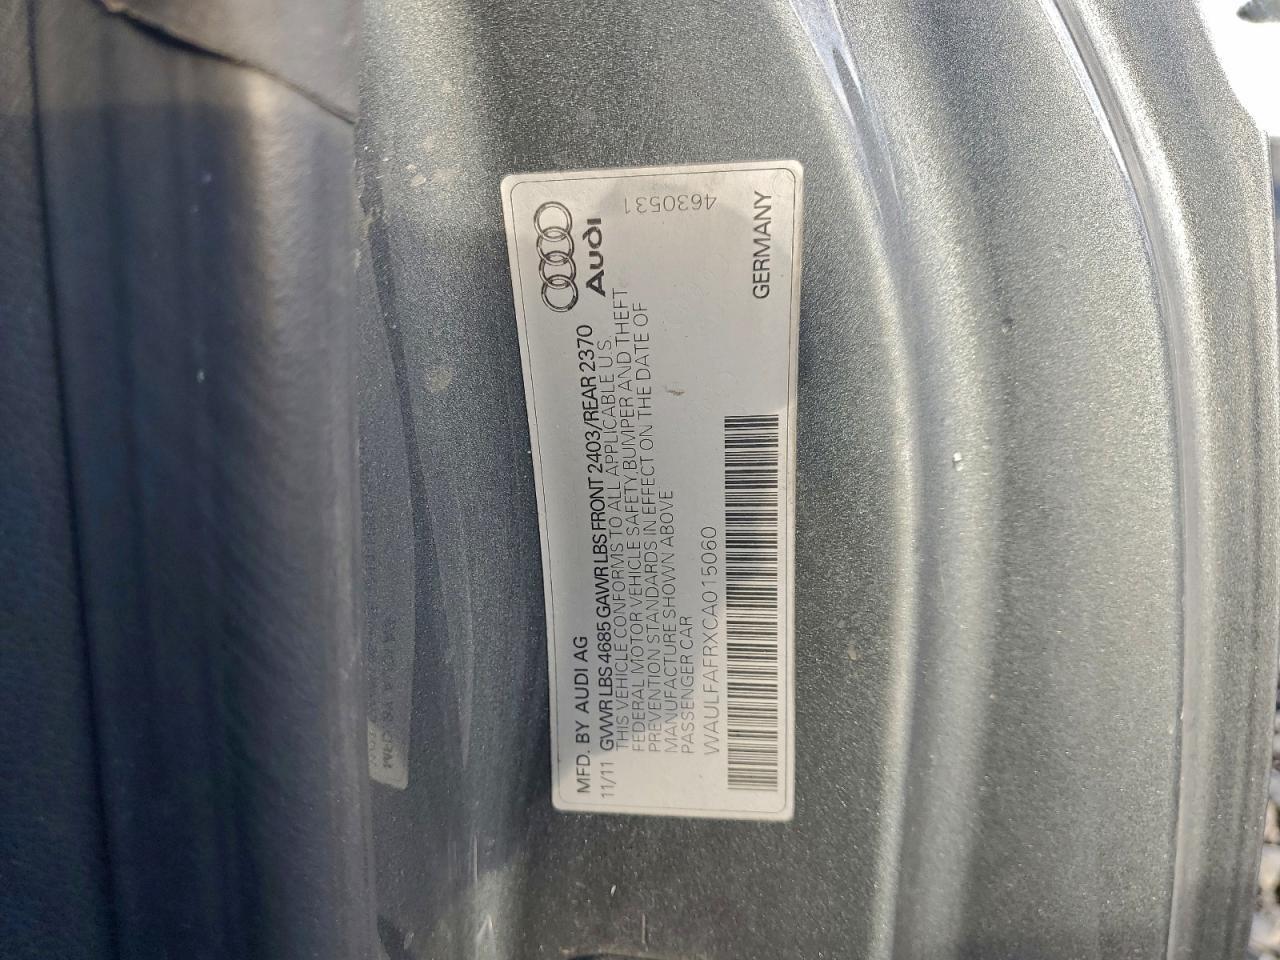 MFD. BY AUDI AG
Audi
11/11 GVWR LBS 4685 GAWR LBS FRONT 2403/REAR 2370
THIS VEHICLE CONFORMS TO ALL APPLICABLE U.S.
FEDERAL MOTOR VEHICLE SAFETY, BUMPER AND THEFT
PREVENTION STANDARDS IN EFFECT ON THE DATE OF
MANUFACTURE SHOWN ABOVE
PASSENGER CAR
WAULFAFRXCA015060
GERMANY
4630531